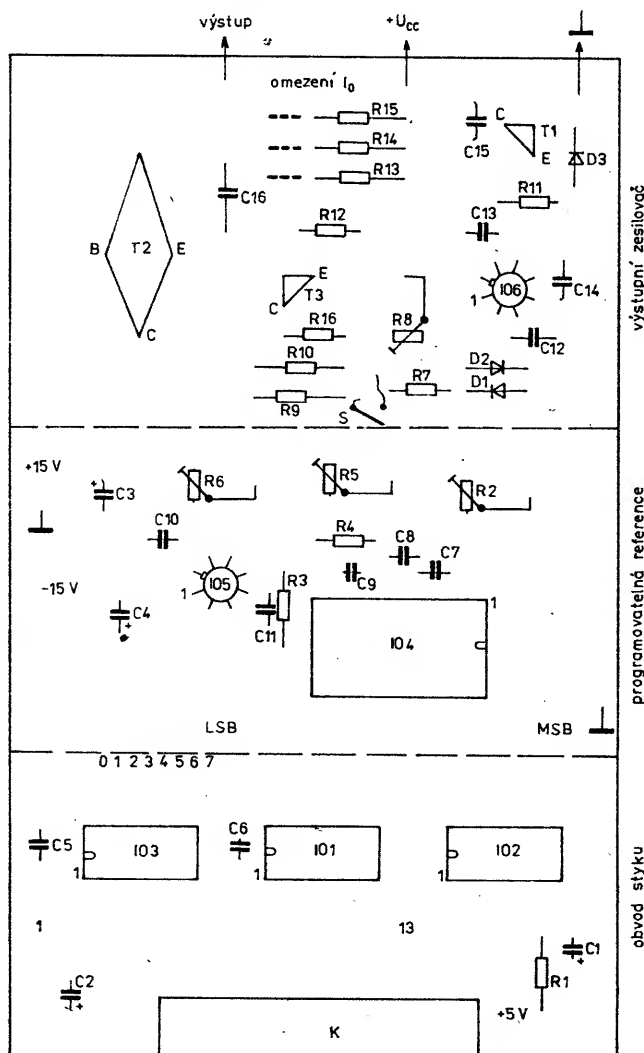 výstup +U_cc
omezení I₀
R15
R14
R13
R12
C15
C T1
E
D3
R11
C16
C13
B T2 E
C
E
T3
C
1 IO6
C14
R16
R8
C12
R10
D2
R9
R7
D1
S
výstupní zesilovač
+15 V
C3
R6
R5
R2
C10
R4
C8
C7
-15 V
1 IO5
R3
C9
C4
C11
1
IO4
LSB
MSB
programovatelná reference
0 1 2 3 4 5 6 7
C5
IO3
1
C6
IO1
1
IO2
1
1
13
C1
C2
R1
+5 V
K
obvod styku